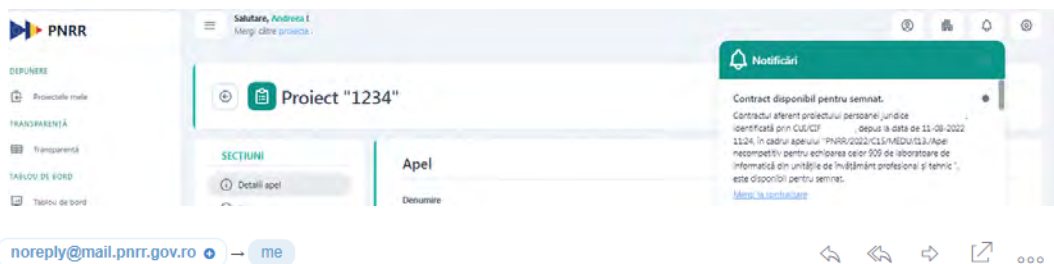 PNRR
Salutare, Andreea I
Mergi către proiecte.
DEPUNERE
Proiectele mele
TRANSPARENȚĂ
Transparență
TABLOU DE BORD
Tablou de bord
Proiect "1234"
SECȚIUNI
Detalii apel
Apel
Denumire
Notificări
Contract disponibil pentru semnat.
Contractul aferent proiectului persoanei juridice ,
identificată prin CUI/CIF , depus la data de 11-08-2022
11:24, în cadrul apelului "PNRR/2022/C15/MEDU/I13./Apel
necompetitiv pentru echiparea celor 909 de laboratoare de
informatică din unitățile de învățământ profesional și tehnic ",
este disponibil pentru semnat.
Mergi la contractare
noreply@mail.pnrr.gov.ro → me